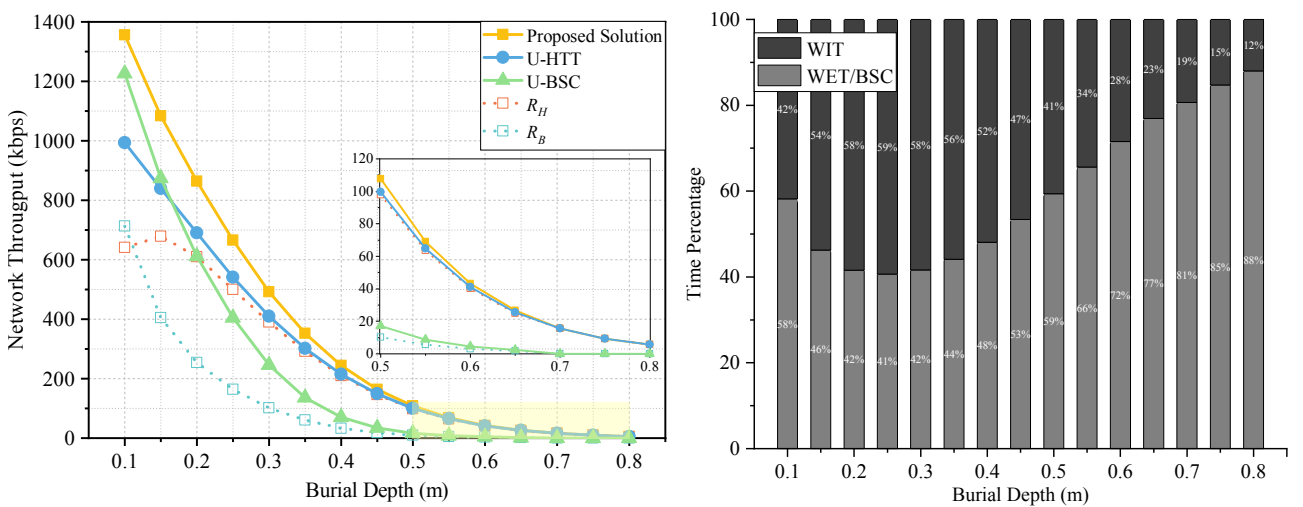 1400
1200
1000
800
600
400
200
0
Network Througput (kbps)
Proposed Solution
U-HTT
U-BSC
R_H
R_B
120
100
80
60
40
20
0
0.5 0.6 0.7 0.8
0.1 0.2 0.3 0.4 0.5 0.6 0.7 0.8
Burial Depth (m)
100
80
60
40
20
0
Time Percentage
WIT
WET/BSC
42% 54% 58% 59% 58% 56% 52% 47% 41% 34% 28% 23% 19% 15% 12%
58% 46% 42% 41% 42% 44% 48% 53% 59% 66% 72% 77% 81% 85% 88%
0.1 0.2 0.3 0.4 0.5 0.6 0.7 0.8
Burial Depth (m)